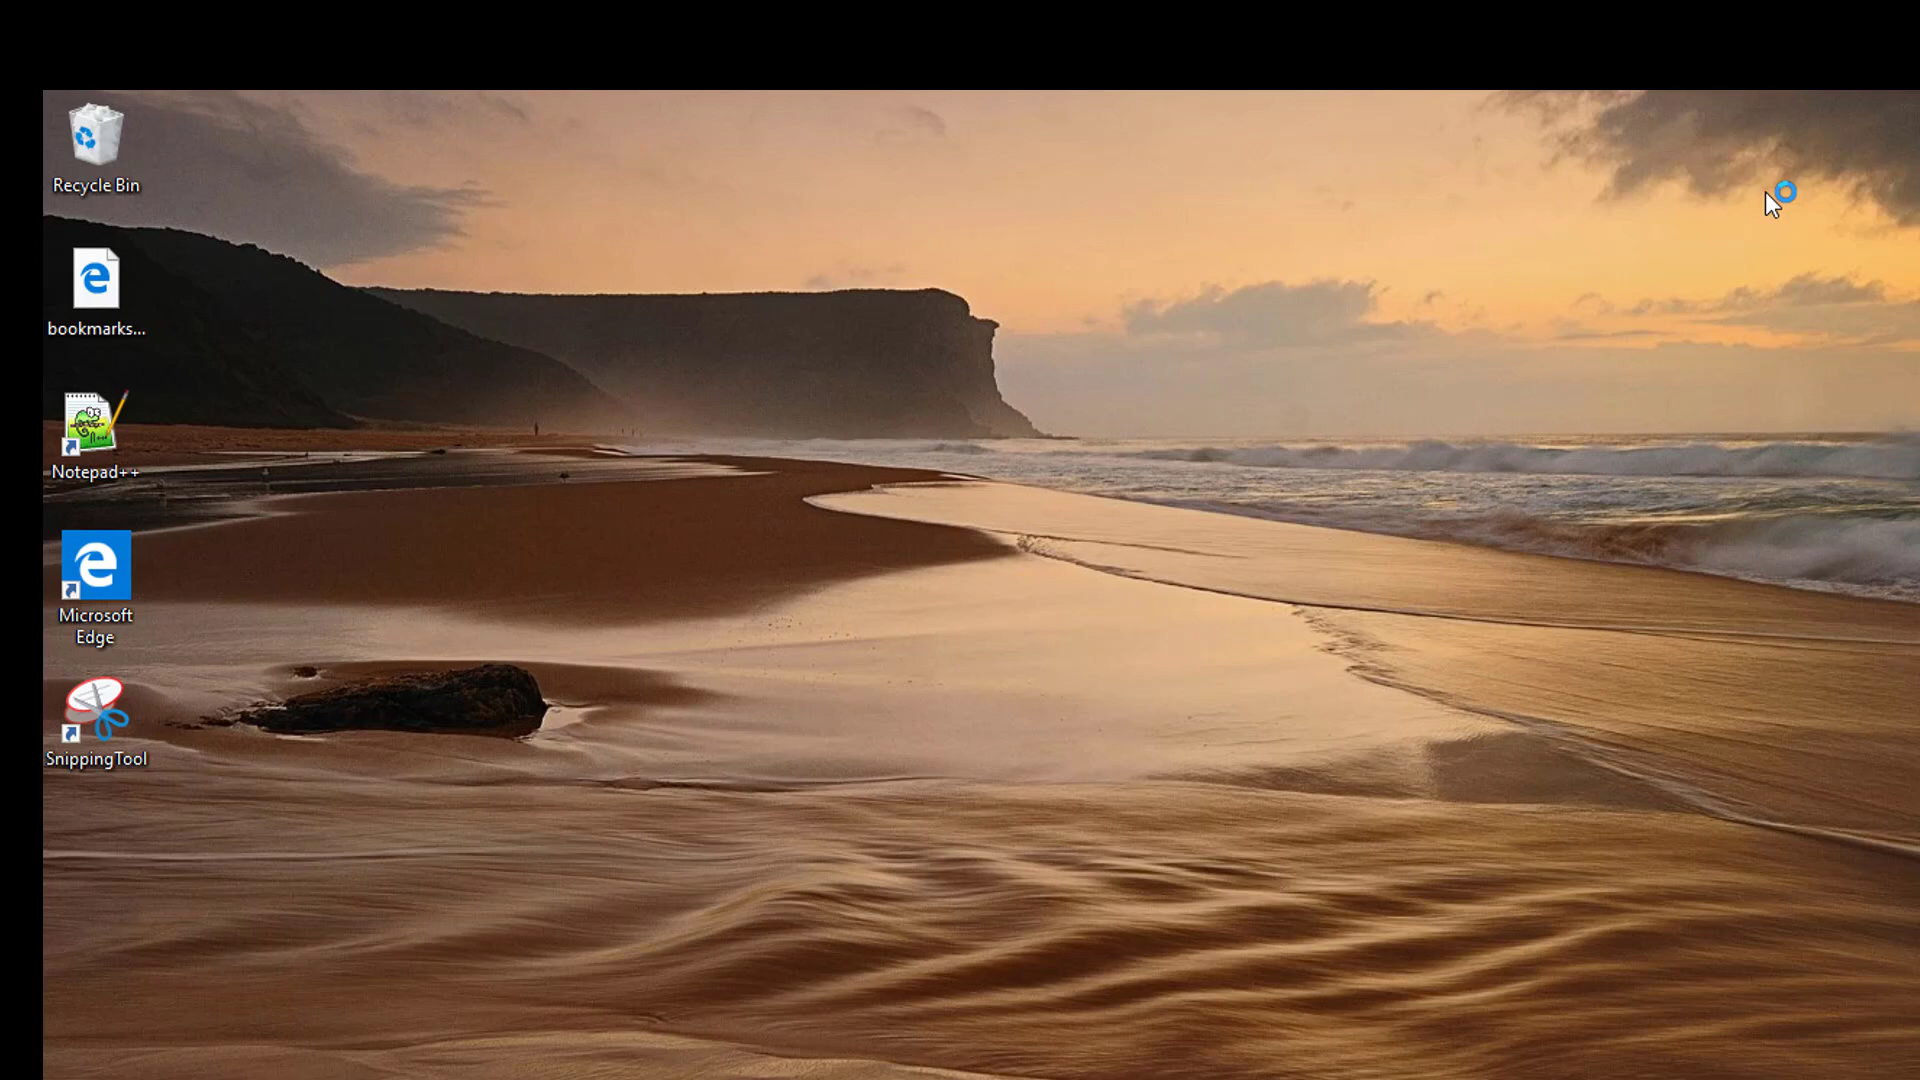 Recycle Bin
bookmarks...
Notepad++
Microsoft
Edge
SnippingTool